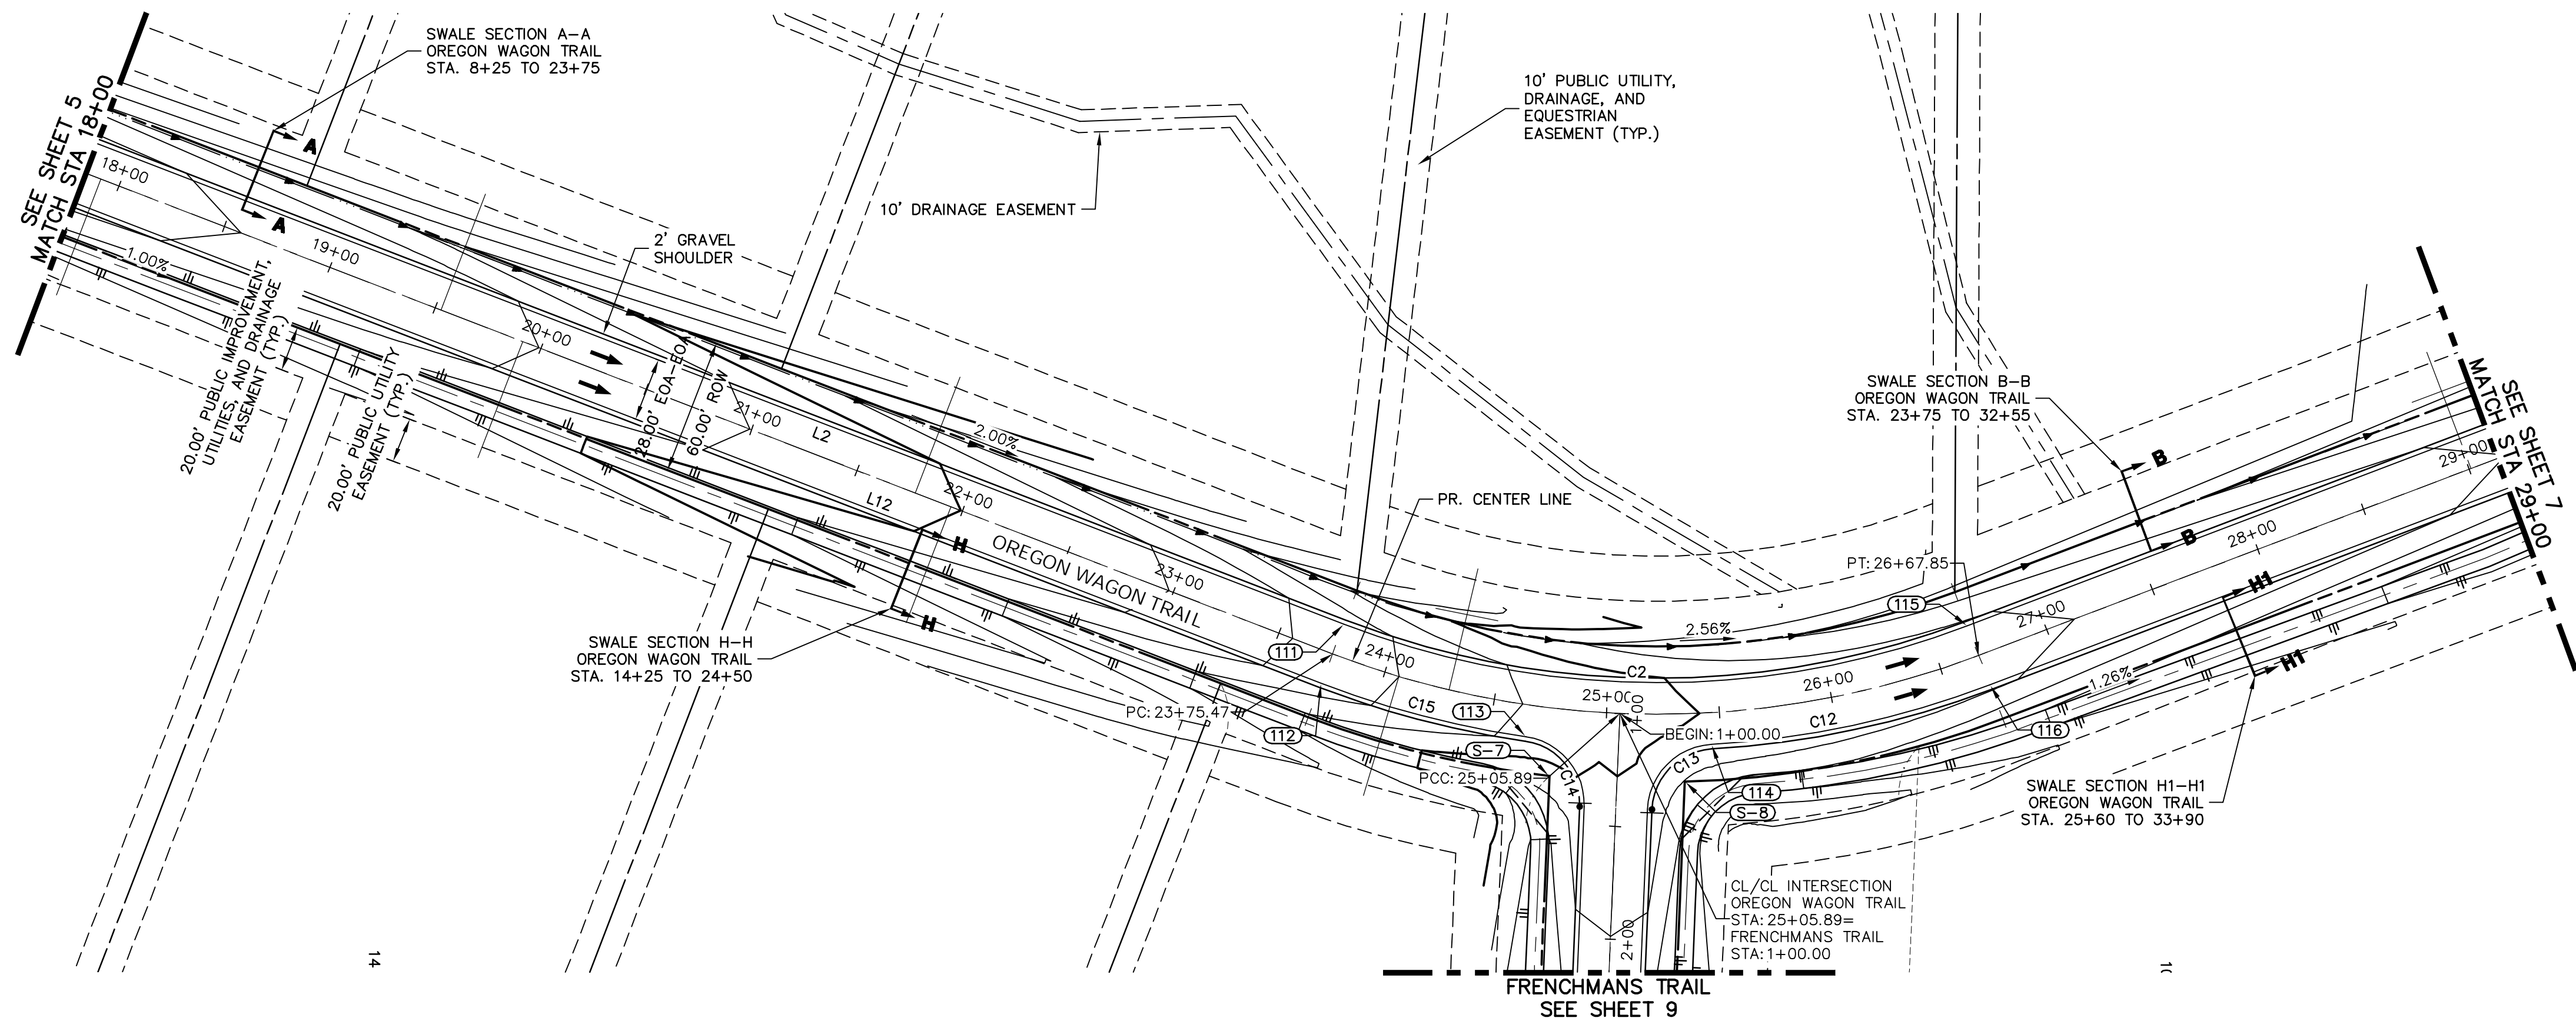 SWALE SECTION A-A
OREGON WAGON TRAIL
STA. 8+25 TO 23+75
SEE SHEET 5
MATCH STA 18+00
A
A
18+00
19+00
1.00%
2' GRAVEL
SHOULDER
10' DRAINAGE EASEMENT
10' PUBLIC UTILITY,
DRAINAGE, AND
EQUESTRIAN
EASEMENT (TYP.)
20.00' PUBLIC IMPROVEMENT,
UTILITIES, AND DRAINAGE
EASEMENT (TYP.)
20.00' PUBLIC UTILITY
EASEMENT (TYP.)
20+00
28.00' EOA-EOA
60.00' ROW
21+00
L2
L12
2.00%
22+00
H
H
OREGON WAGON TRAIL
23+00
SWALE SECTION H-H
OREGON WAGON TRAIL
STA. 14+25 TO 24+50
PR. CENTER LINE
111
24+00
PC: 23+75.47
112
C15
113
S-7
PCC: 25+05.89
C14
25+00
1+00
C2
2.56%
BEGIN: 1+00.00
C13
114
S-8
C12
26+00
115
PT: 26+67.85
27+00
116
1.26%
SWALE SECTION B-B
OREGON WAGON TRAIL
STA. 23+75 TO 32+55
B
B
28+00
29+00
H1
H1
SEE SHEET 7
MATCH STA 29+00
SWALE SECTION H1-H1
OREGON WAGON TRAIL
STA. 25+60 TO 33+90
CL/CL INTERSECTION
OREGON WAGON TRAIL
STA: 25+05.89=
FRENCHMANS TRAIL
STA: 1+00.00
2+00
14
FRENCHMANS TRAIL
SEE SHEET 9